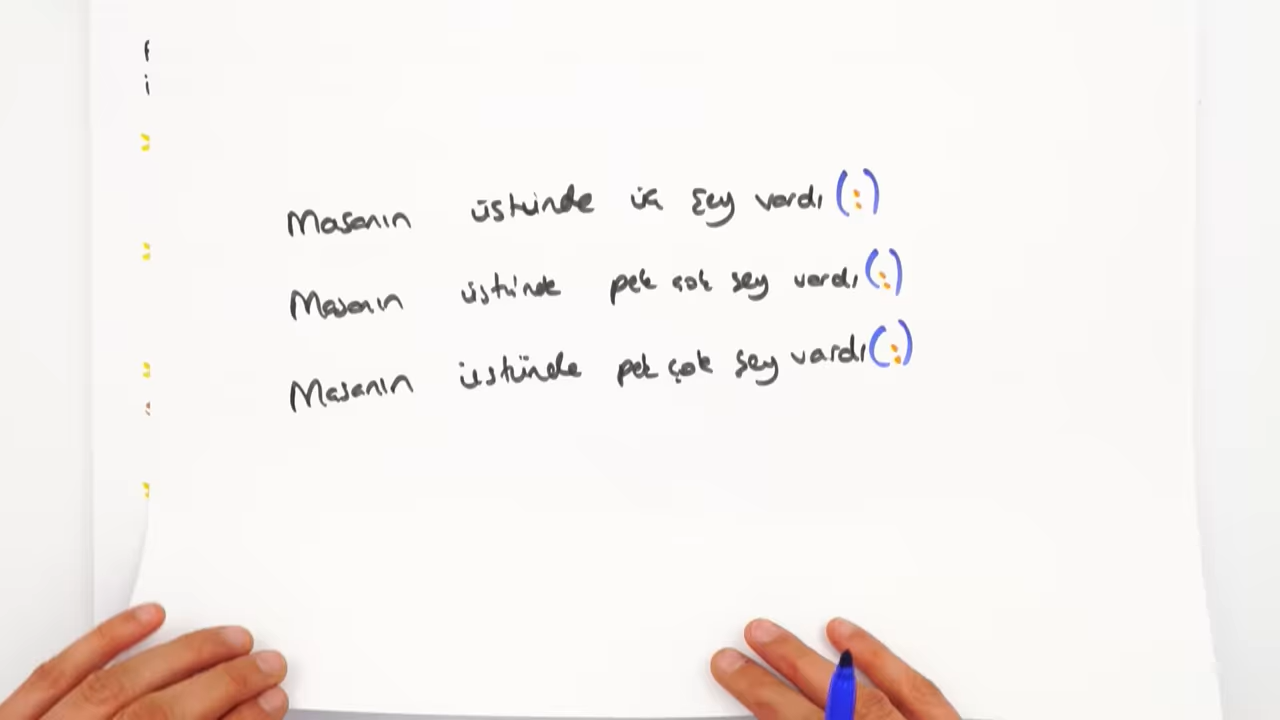 Masanın üstünde üç şey vardı (:)
Masanın üstünde pek çok şey vardı (:)
Masanın üstünde pek çok şey vardı (:)